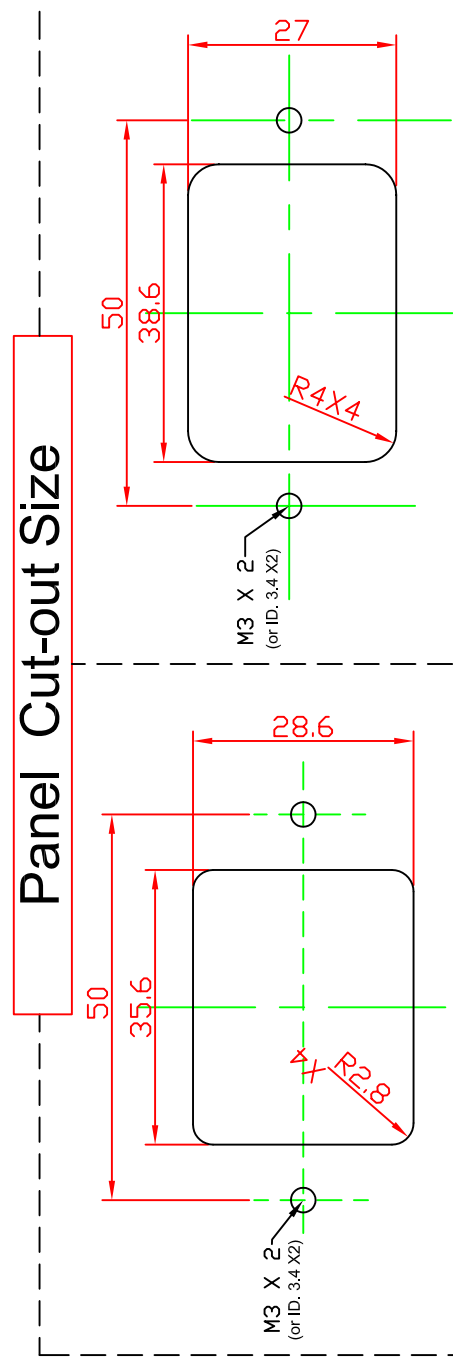 Panel Cut-out Size
50
35.6
28.6
4X
R2.8
M3 X 2
(or ID. 3.4 X2)
50
38.6
27
R4X4
M3 X 2
(or ID. 3.4 X2)